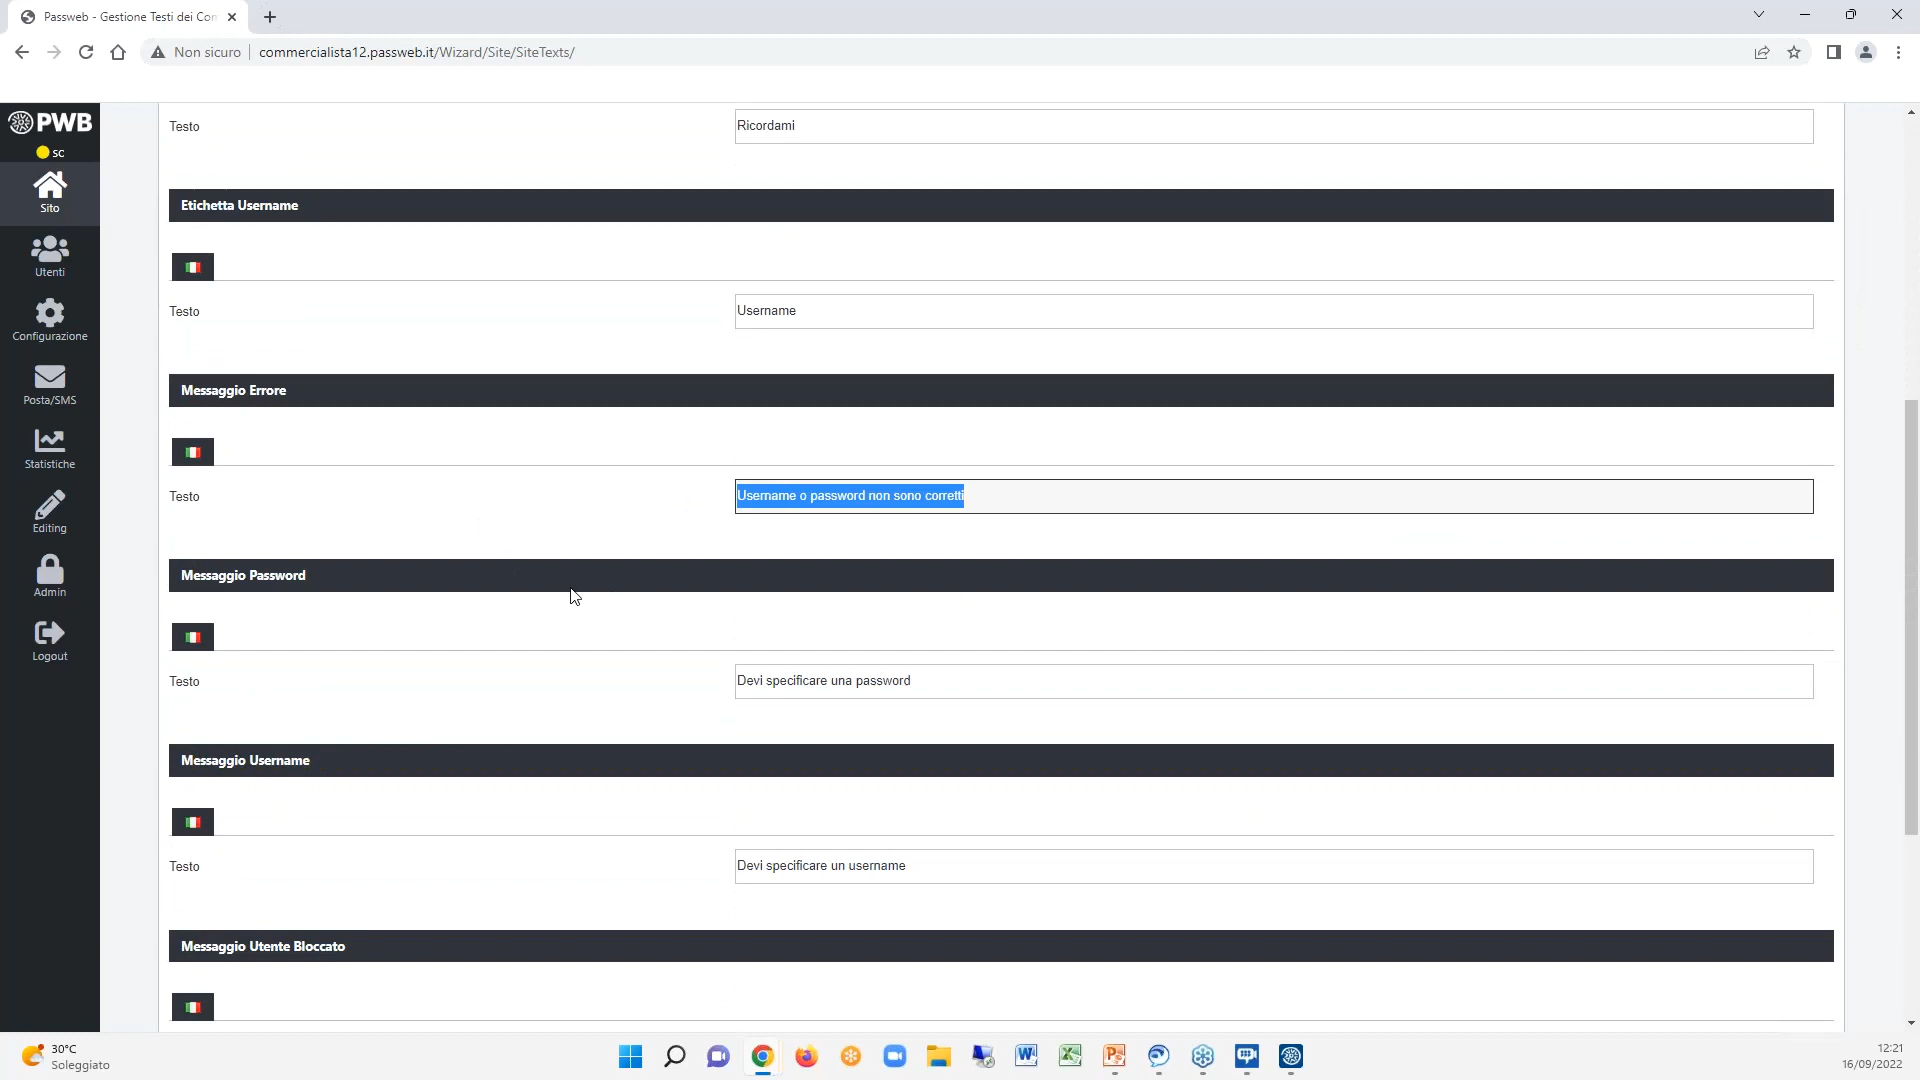 Passweb - Gestione Testi dei Con
Non sicuro
commercialista12.passweb.it/Wizard/Site/SiteTexts/
PWB
sc
Sito
Utenti
Configurazione
Posta/SMS
Statistiche
Editing
Admin
Logout
Testo
Ricordami
Etichetta Username
Testo
Username
Messaggio Errore
Testo
Username o password non sono corretti
Messaggio Password
Testo
Devi specificare una password
Messaggio Username
Testo
Devi specificare un username
Messaggio Utente Bloccato
30°C
Soleggiato
12:21
16/09/2022